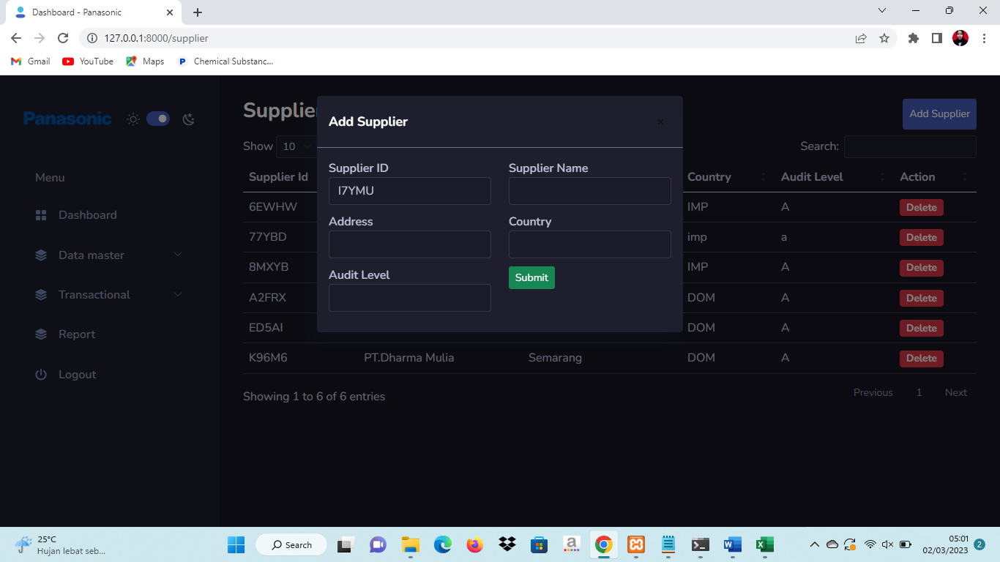 Dashboard - Panasonic
127.0.0.1:8000/supplier
Gmail YouTube Maps P Chemical Substanc...
Panasonic
Menu
Dashboard
Data master
Transactional
Report
Logout
Supplier
Add Supplier
Show 10
Search:
Supplier Id Country Audit Level Action
6EWHW IMP A Delete
77YBD imp a Delete
8MXYB IMP A Delete
A2FRX DOM A Delete
ED5AI DOM A Delete
K96M6 PT.Dharma Mulia Semarang DOM A Delete
Showing 1 to 6 of 6 entries
Previous 1 Next
Add Supplier
×
Supplier ID Supplier Name
I7YMU
Address Country
Audit Level Submit
25°C
Hujan lebat seb...
Search
05:01
02/03/2023
2